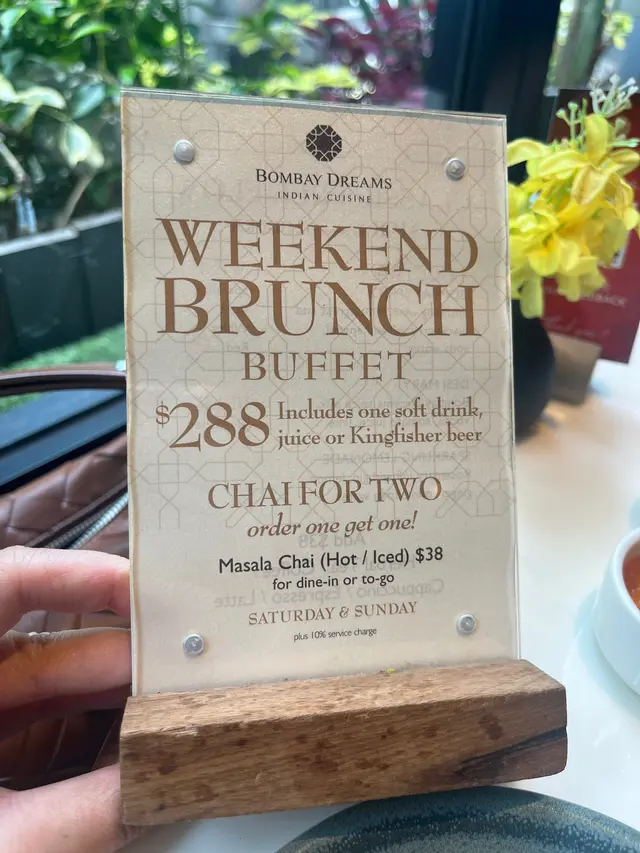 BOMBAY DREAMS
INDIAN CUISINE
WEEKEND
BRUNCH
BUFFET
$288 Includes one soft drink,
juice or Kingfisher beer
CHAI FOR TWO
order one get one!
Masala Chai (Hot / Iced) $38
for dine-in or to-go
SATURDAY & SUNDAY
plus 10% service charge